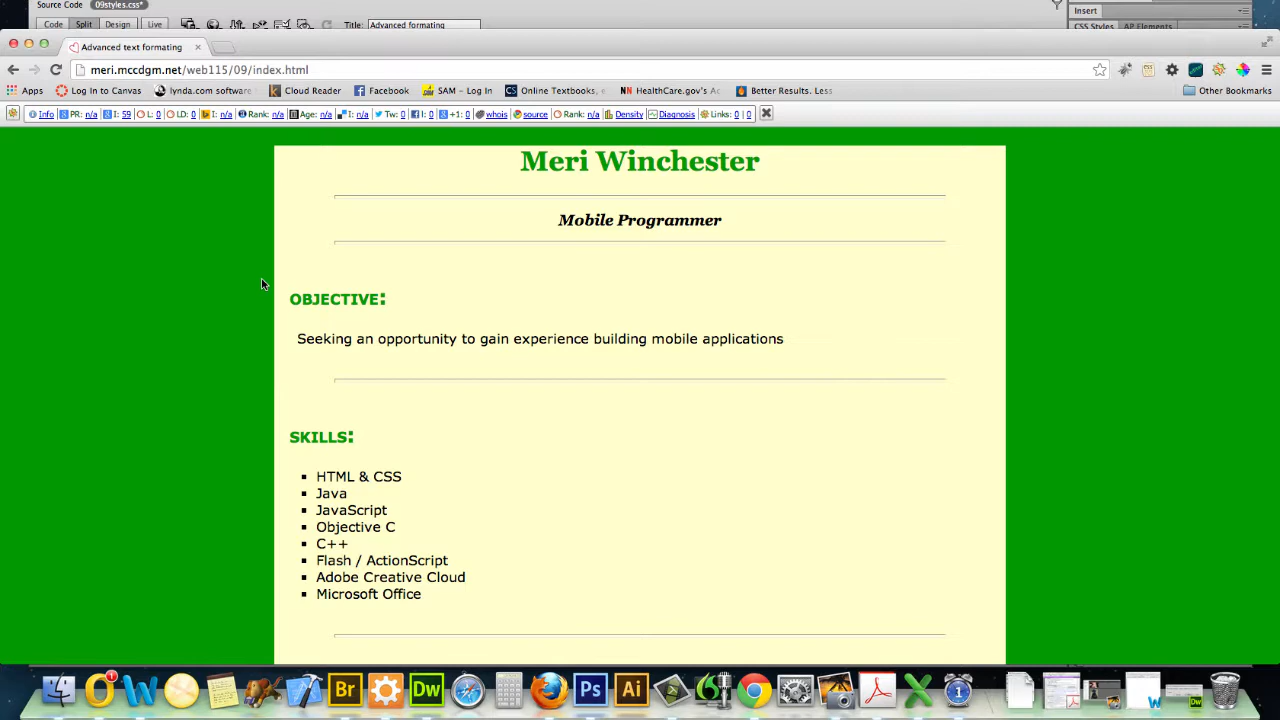 Source Code 09styles.css*
Code Split Design Live Title: Advanced formating
Insert
CSS Styles AP Elements
Advanced text formating
meri.mccdgm.net/web115/09/index.html
Apps Log In to Canvas lynda.com software Cloud Reader Facebook SAM - Log In Online Textbooks, HealthCare.gov's Better Results. Less Other Bookmarks
Info PR: n/a I: 59 L: 0 LD: 0 I: n/a Rank: n/a Age: n/a I: n/a Tw: 0 I: 0 +1: 0 whois source Rank: n/a Density Diagnosis Links: 0 | 0
Meri Winchester
Mobile Programmer
OBJECTIVE:
Seeking an opportunity to gain experience building mobile applications
SKILLS:
HTML & CSS
Java
JavaScript
Objective C
C++
Flash / ActionScript
Adobe Creative Cloud
Microsoft Office
Br Dw Ps Ai